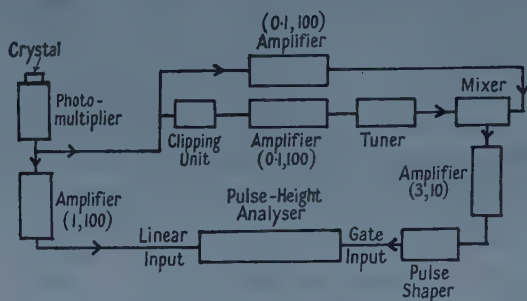 (0·1, 100)
Amplifier
Crystal
Photo-
multiplier
Mixer
Clipping
Unit
Amplifier
(0·1, 100)
Tuner
Amplifier
(3, 10)
Amplifier
(1, 100)
Pulse-Height
Analyser
Linear
Input
Gate
Input
Pulse
Shaper